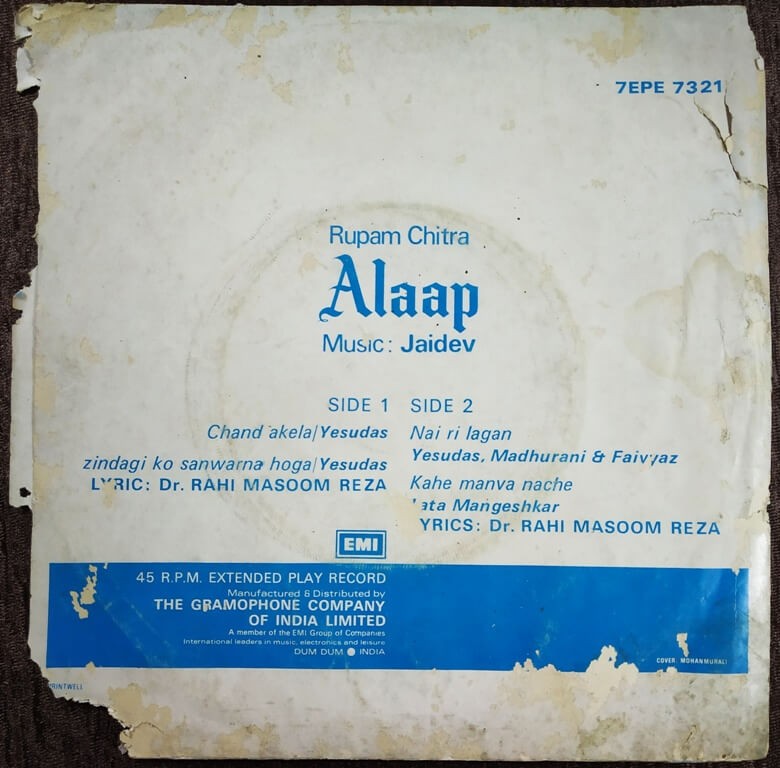 7EPE 7321
Rupam Chitra
Alaap
Music: Jaidev
SIDE 1
Chand akela/Yesudas
zindagi ko sanwarna hoga/Yesudas
LYRIC: Dr. RAHI MASOOM REZA
SIDE 2
Nai ri lagan
Yesudas, Madhurani & Faiyyaz
Kahe manva nache
ata Mangeshkar
YRICS: Dr. RAHI MASOOM REZA
EMI
45 R.P.M. EXTENDED PLAY RECORD
Manufactured & Distributed by
THE GRAMOPHONE COMPANY
OF INDIA LIMITED
A member of the EMI Group of Companies
International leaders in music, electronics and leisure
DUM DUM ● INDIA
COVER: MOHANMURALI
RINTWELL